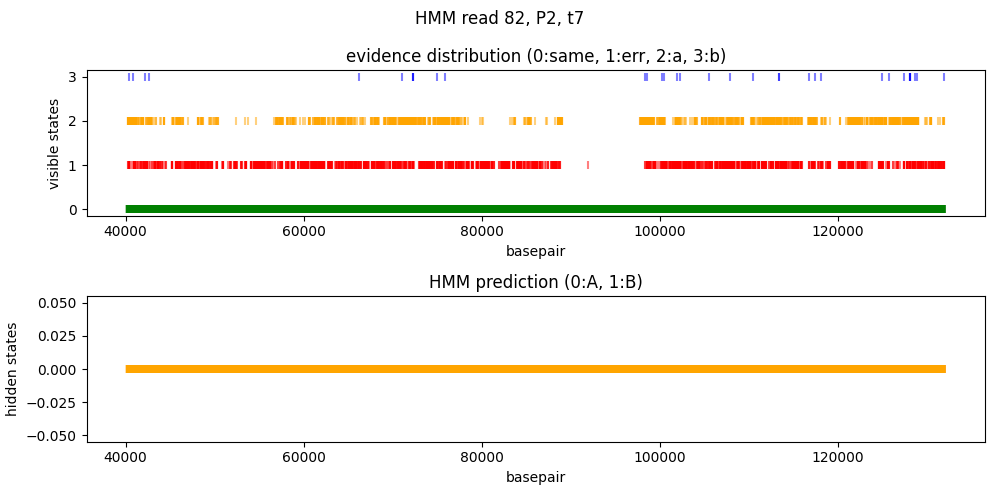 HMM read 82, P2, t7
evidence distribution (0:same, 1:err, 2:a, 3:b)
visible states
3
2
1
0
40000 60000 80000 100000 120000
basepair
HMM prediction (0:A, 1:B)
hidden states
0.050
0.025
0.000
−0.025
−0.050
40000 60000 80000 100000 120000
basepair